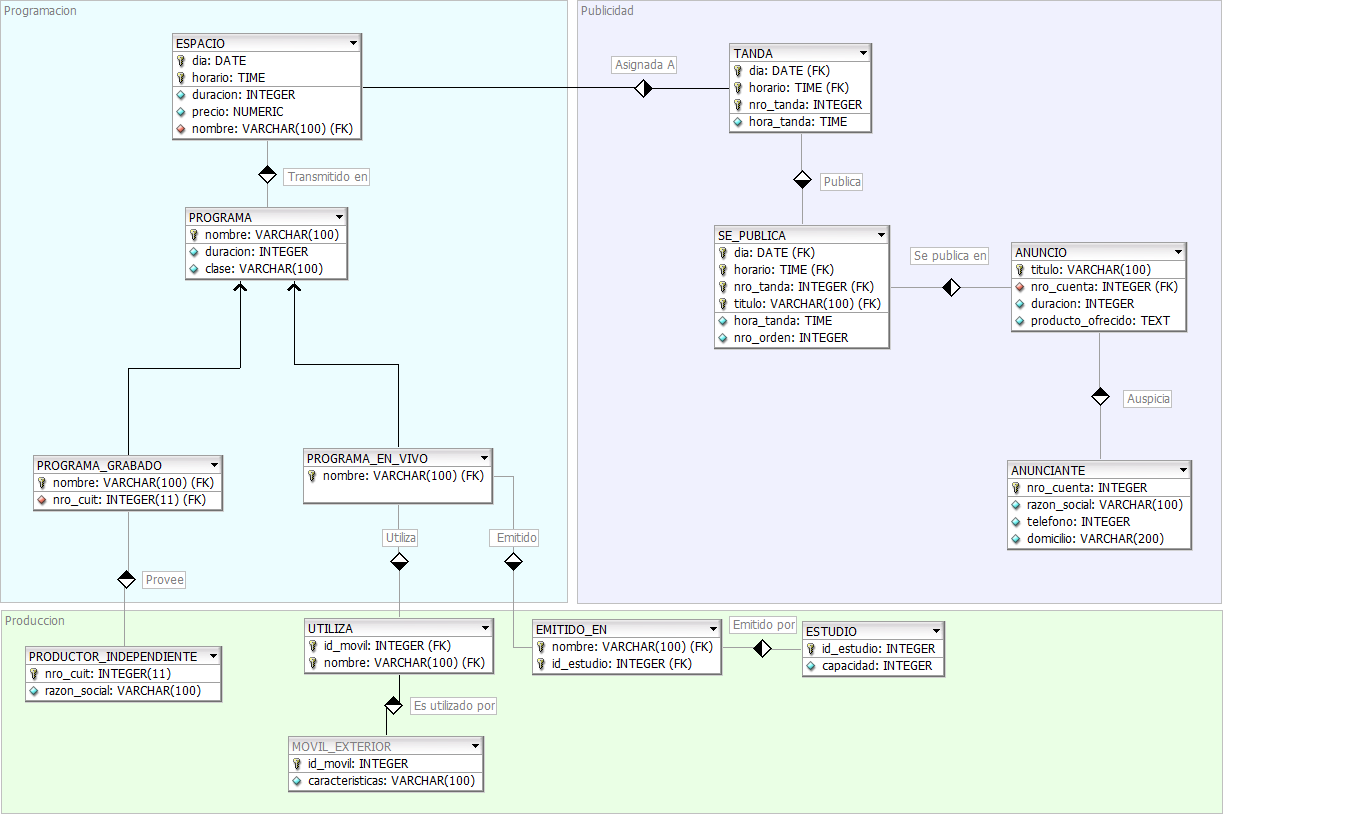 Programacion
ESPACIO
dia: DATE
horario: TIME
duracion: INTEGER
precio: NUMERIC
nombre: VARCHAR(100) (FK)
Transmitido en
PROGRAMA
nombre: VARCHAR(100)
duracion: INTEGER
clase: VARCHAR(100)
PROGRAMA_GRABADO
nombre: VARCHAR(100) (FK)
nro_cuit: INTEGER(11) (FK)
PROGRAMA_EN_VIVO
nombre: VARCHAR(100) (FK)
Provee
Utiliza
Emitido
Publicidad
Asignada A
TANDA
dia: DATE (FK)
horario: TIME (FK)
nro_tanda: INTEGER
hora_tanda: TIME
Publica
SE_PUBLICA
dia: DATE (FK)
horario: TIME (FK)
nro_tanda: INTEGER (FK)
titulo: VARCHAR(100) (FK)
hora_tanda: TIME
nro_orden: INTEGER
Se publica en
ANUNCIO
titulo: VARCHAR(100)
nro_cuenta: INTEGER (FK)
duracion: INTEGER
producto_ofrecido: TEXT
Auspicia
ANUNCIANTE
nro_cuenta: INTEGER
razon_social: VARCHAR(100)
telefono: INTEGER
domicilio: VARCHAR(200)
Produccion
PRODUCTOR_INDEPENDIENTE
nro_cuit: INTEGER(11)
razon_social: VARCHAR(100)
UTILIZA
id_movil: INTEGER (FK)
nombre: VARCHAR(100) (FK)
Es utilizado por
MOVIL_EXTERIOR
id_movil: INTEGER
caracteristicas: VARCHAR(100)
EMITIDO_EN
nombre: VARCHAR(100) (FK)
id_estudio: INTEGER (FK)
Emitido por
ESTUDIO
id_estudio: INTEGER
capacidad: INTEGER